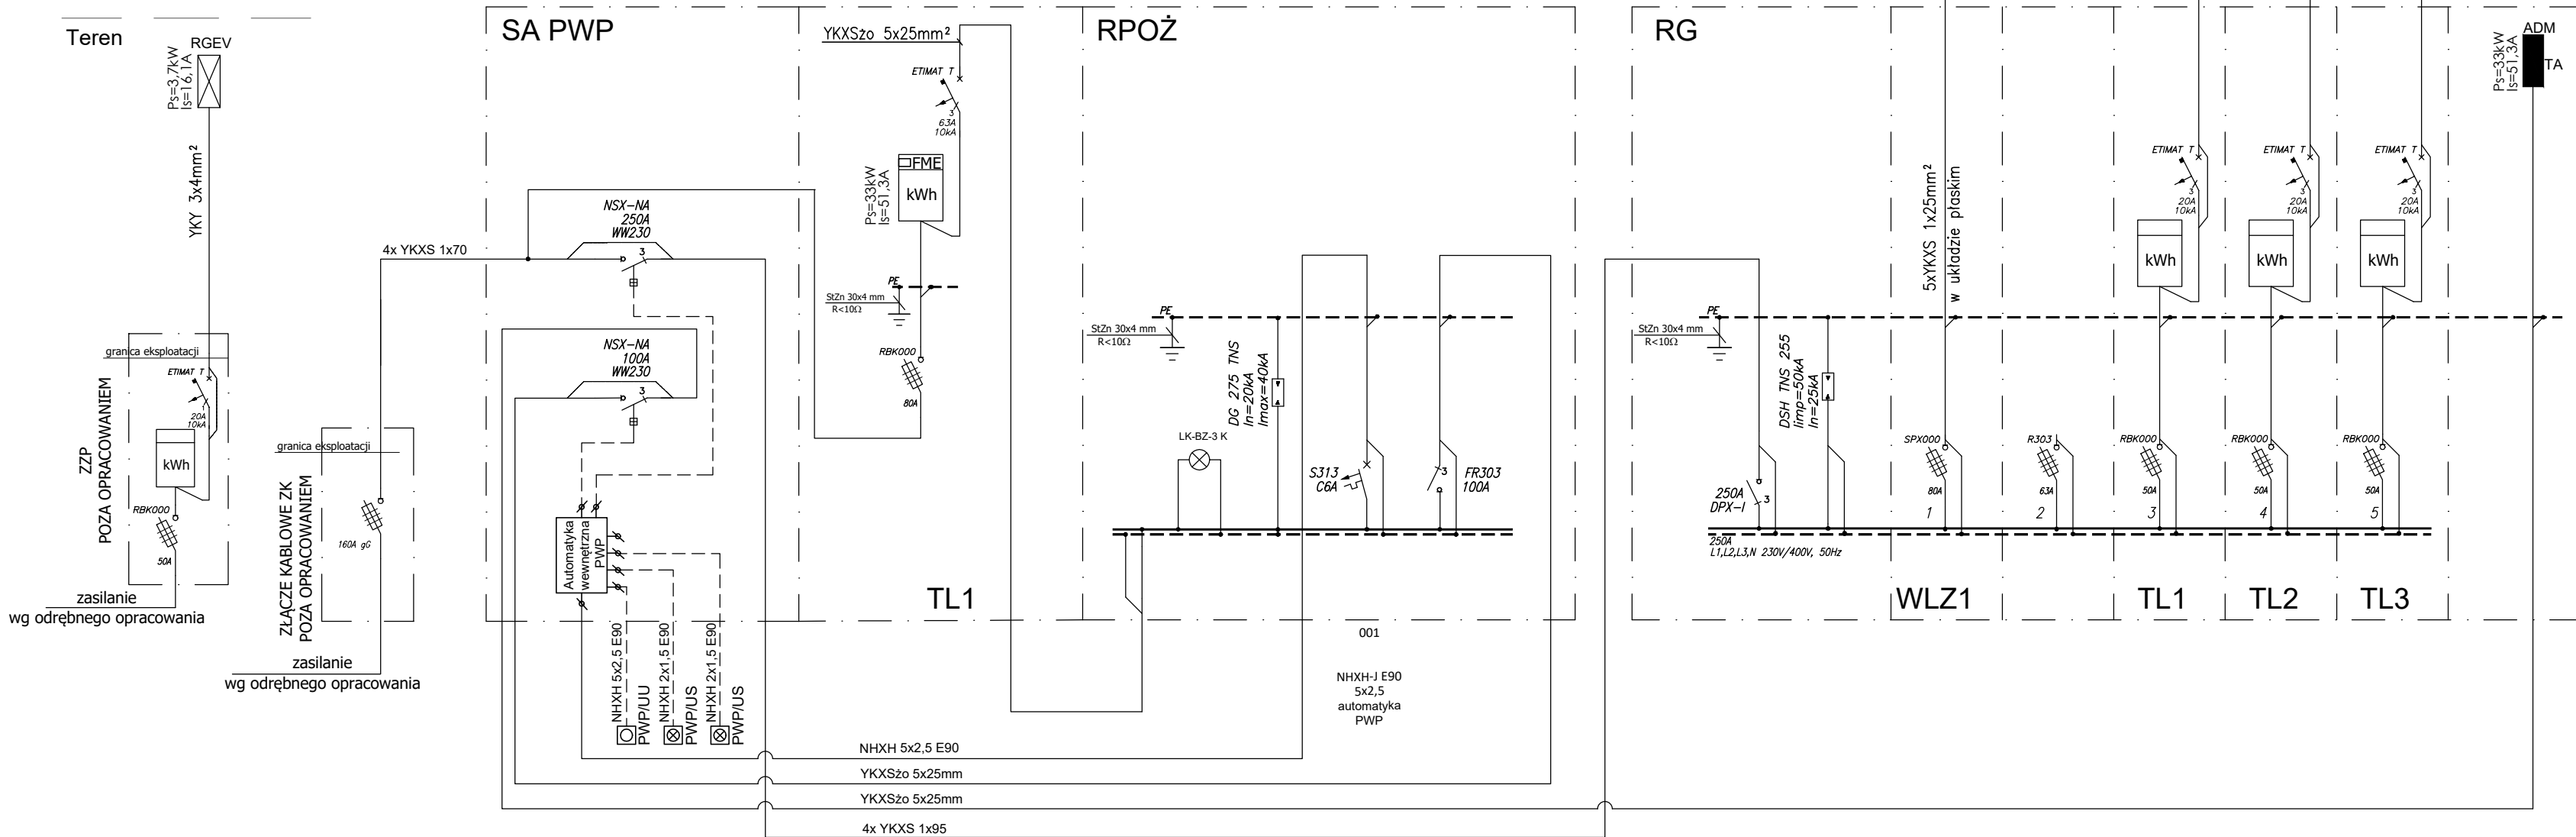 Teren
RGEV
Ps=3,7kW
Is=16,1A
YKY 3x4mm²
granica eksploatacji
ETIMAT T
1
20A
10kA
kWh
RBK000
50A
ZZP
POZA OPRACOWANIEM
zasilanie
wg odrębnego opracowania
4x YKXS 1x70
granica eksploatacji
160A gG
ZŁĄCZE KABLOWE ZK
POZA OPRACOWANIEM
zasilanie
wg odrębnego opracowania
SA PWP
NSX-NA
250A
WW230
3
NSX-NA
100A
WW230
3
Automatyka
wewnętrzna
PWP
NHXH 5x2,5 E90
PWP/UU
NHXH 2x1,5 E90
PWP/US
NHXH 2x1,5 E90
PWP/US
YKXSżo 5x25mm²
ETIMAT T
3
63A
10kA
FME
kWh
Ps=33kW
Is=51,3A
PE
StZn 30x4 mm
R<10Ω
RBK000
80A
TL1
RPOŻ
PE
StZn 30x4 mm
R<10Ω
DG 275 TNS
In=20kA
Imax=40kA
LK-BZ-3 K
S313
C6A
3
FR303
100A
001
NHXH-J E90
5x2,5
automatyka
PWP
NHXH 5x2,5 E90
YKXSżo 5x25mm
YKXSżo 5x25mm
4x YKXS 1x95
RG
PE
StZn 30x4 mm
R<10Ω
DSH TNS 255
Iimp=50kA
In=25kA
250A
DPX-I
3
250A
L1,L2,L3,N 230V/400V, 50Hz
5xYKXS 1x25mm²
w układzie płaskim
SPX000
80A
1
WLZ1
R303
63A
2
ETIMAT T
3
20A
10kA
kWh
RBK000
50A
3
TL1
ETIMAT T
3
20A
10kA
kWh
RBK000
50A
4
TL2
ETIMAT T
3
20A
10kA
kWh
RBK000
50A
5
TL3
ADM
Ps=33kW
Is=51,3A
TA